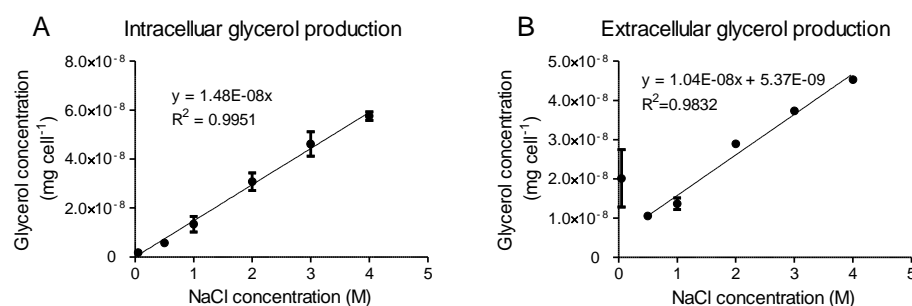 A
Intracelluar glycerol production
8.0×10⁻⁸
6.0×10⁻⁸
4.0×10⁻⁸
2.0×10⁻⁸
0
Glycerol concentration
(mg cell⁻¹)
y = 1.48E-08x
R² = 0.9951
0 1 2 3 4 5
NaCl concentration (M)
B
Extracellular glycerol production
5.0×10⁻⁸
4.0×10⁻⁸
3.0×10⁻⁸
2.0×10⁻⁸
1.0×10⁻⁸
0
Glycerol concentration
(mg cell⁻¹)
y = 1.04E-08x + 5.37E-09
R²=0.9832
0 1 2 3 4 5
NaCl concentration (M)